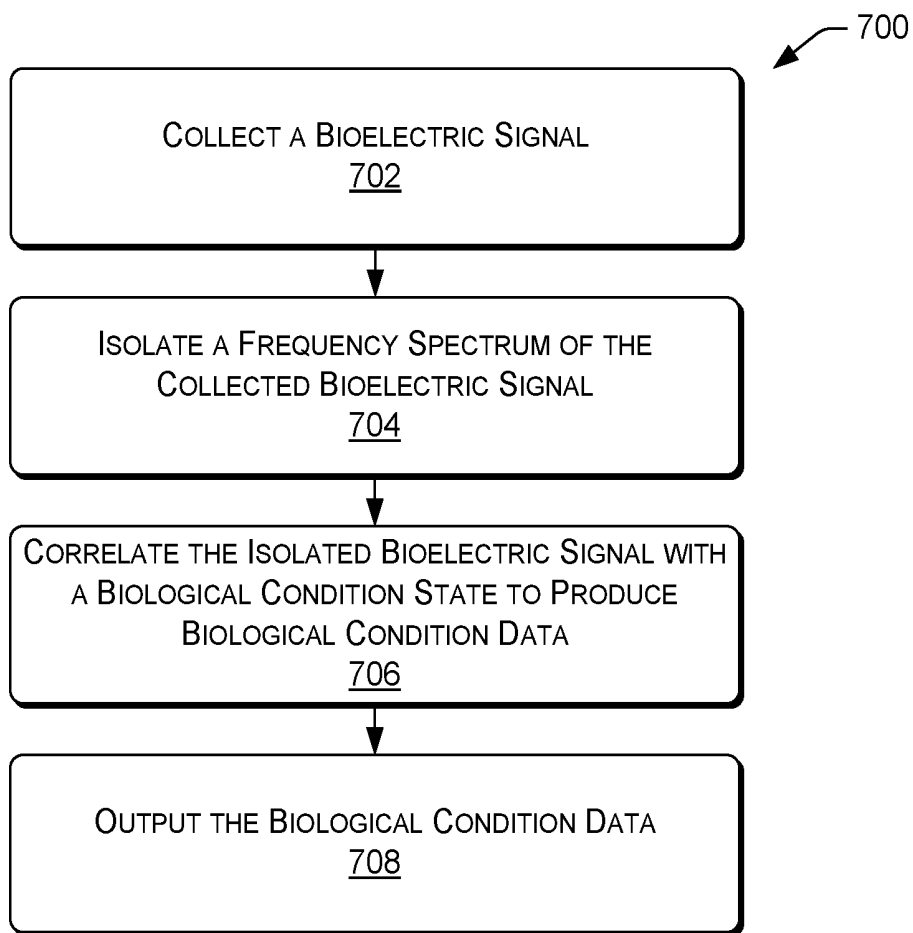 700
COLLECT A BIOELECTRIC SIGNAL
702
ISOLATE A FREQUENCY SPECTRUM OF THE
COLLECTED BIOELECTRIC SIGNAL
704
CORRELATE THE ISOLATED BIOELECTRIC SIGNAL WITH
A BIOLOGICAL CONDITION STATE TO PRODUCE
BIOLOGICAL CONDITION DATA
706
OUTPUT THE BIOLOGICAL CONDITION DATA
708